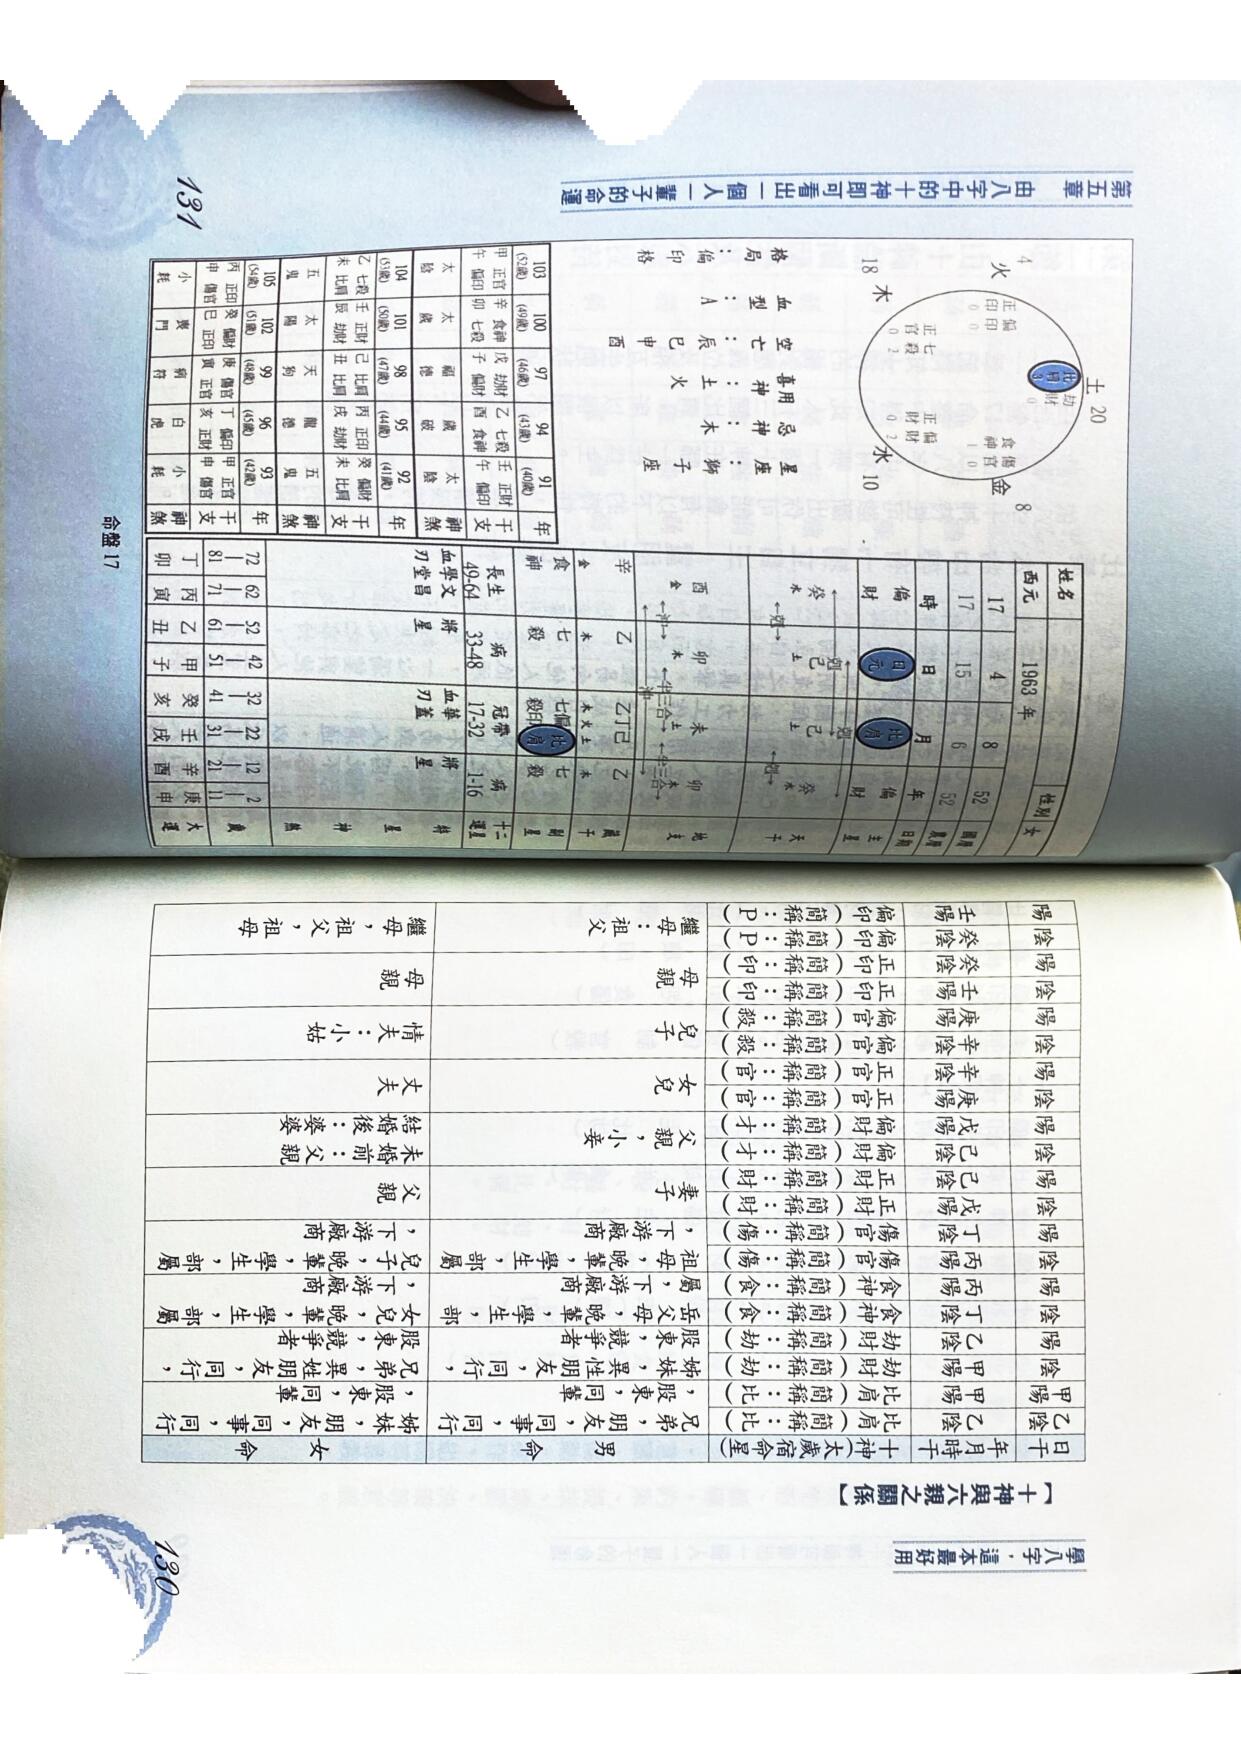 學八字，這本最好用
【十神與六親之關係】
日干 年月時干 十神(太歲宿命星) 男命 女命
乙陰 乙陰 比肩(簡稱：比)
甲陽 甲陽 比肩(簡稱：比)
兄弟，朋友，同事，同行
，股東，同輩
姊妹，朋友，同事，同行
，股東，同輩
陰 甲陽 劫財(簡稱：劫)
陽 乙陰 劫財(簡稱：劫)
姊妹，異性朋友，同行，
股東，競爭者
兄弟，異姓朋友，同行，
股東，競爭者
陰 丁陰 食神(簡稱：食)
陽 丙陽 食神(簡稱：食)
岳父母，晚輩，學生，部
屬，下游廠商
女兒，晚輩，學生，部屬
，下游廠商
陰 丙陽 傷官(簡稱：傷)
陽 丁陰 傷官(簡稱：傷)
祖母，晚輩，學生，部屬
，下游廠商
兒子，晚輩，學生，部屬
，下游廠商
陰 戊陽 正財(簡稱：財)
陽 己陰 正財(簡稱：財)
妻子
父親
陰 己陰 偏財(簡稱：才)
陽 戊陽 偏財(簡稱：才)
父親，小妾
未婚前：父親
結婚後：婆婆
陰 庚陽 正官(簡稱：官)
陽 辛陰 正官(簡稱：官)
女兒
丈夫
陰 辛陰 偏官(簡稱：殺)
陽 庚陽 偏官(簡稱：殺)
兒子
情夫：小姑
陰 壬陽 正印(簡稱：印)
陽 癸陰 正印(簡稱：印)
母親
母親
陰 癸陰 偏印(簡稱：P)
陽 壬陽 偏印(簡稱：P)
繼母：祖父
繼母，祖父，祖母
130
第五章 由八字中的十神即可看出一個人一輩子的命運
姓名 性別 女
西元 1963 年
17 4 8 52 國曆
17 15 6 52 農曆
時 日 月 年 日期
偏財 日元 比肩 偏財 主星
剋 剋
癸水 己土 己土 癸水 天干
←剋→ ←剋→
酉金 卯木 未土 卯木 地支
←沖→ ←半三合→ ←半三合→
沖
辛 乙 乙丁己 乙 藏干
金 木 木火土 木
食神 七殺 七殺 偏印 比肩 七殺 副星
長生 病 冠帶 病 十二運星
49-64 33-48 17-32 1-16
血刃 學堂 文昌 將星 血刃 華蓋 將星 特星神煞
72|81 62|71 52|61 42|51 32|41 22|31 12|21 2|11 歲
丁卯 丙寅 乙丑 甲子 癸亥 壬戌 辛酉 庚申 大運
土 20
比肩 3 劫財 0
4 火
正印 0 偏印 0
8 金
食神 1 傷官 0
正官 0 七殺 2
正財 0 偏財 2
18 木
水 10
星座：獅子座
忌神：木
喜用神：土火
空亡：辰巳申酉
血型：A
格局：偏印格
103 100 97 94 91 年
(52歲) (49歲) (46歲) (43歲) (40歲)
甲 正官 辛 食神 戊 劫財 乙 七殺 壬 正財 干
午 偏印 卯 七殺 子 偏財 酉 食神 午 偏印 支
太陰 太歲 福德 歲破 太陰 神煞
104 101 98 95 92 年
(53歲) (50歲) (47歲) (44歲) (41歲)
乙 七殺 壬 正財 己 比肩 丙 正印 癸 偏財 干
未 比肩 辰 劫財 丑 比肩 戌 劫財 未 比肩 支
五鬼 太陽 天狗 龍德 五鬼 神煞
105 102 99 96 93 年
(54歲) (51歲) (48歲) (45歲) (42歲)
丙 正印 癸 偏財 庚 傷官 丁 偏印 甲 正官 干
申 傷官 巳 正印 寅 正官 亥 正財 申 傷官 支
小耗 喪門 病符 白虎 小耗 神煞
命盤 17
131